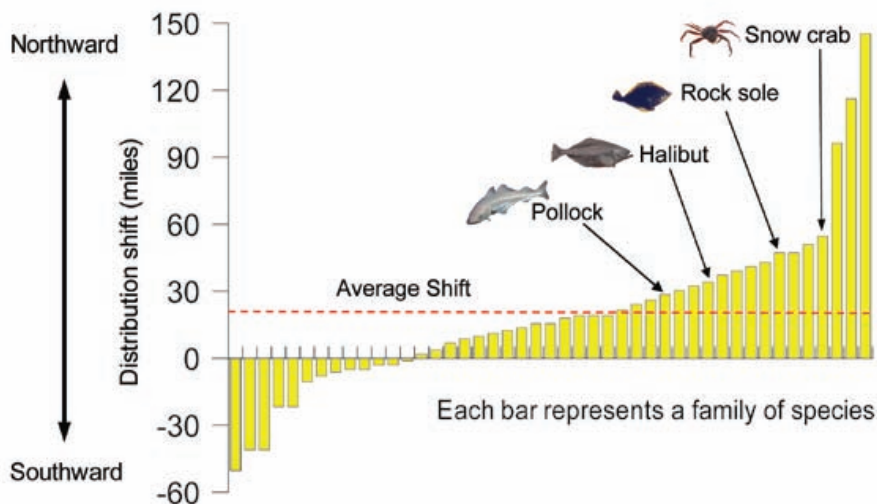 Northward
Southward
Distribution shift (miles)
150
120
90
60
30
0
-30
-60
Snow crab
Rock sole
Halibut
Pollock
Average Shift
Each bar represents a family of species